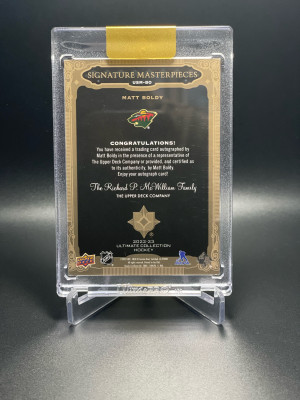 SIGNATURE MASTERPIECES
USM-BO
MATT BOLDY
CONGRATULATIONS!
You have received a trading card autographed by
Matt Boldy in the presence of a representative of
The Upper Deck Company or provided, and certified as
to its authenticity, by Matt Boldy.
Enjoy your autograph card!
The Richard P. McWilliam Family
THE UPPER DECK COMPANY
2022-23
ULTIMATE COLLECTION
HOCKEY